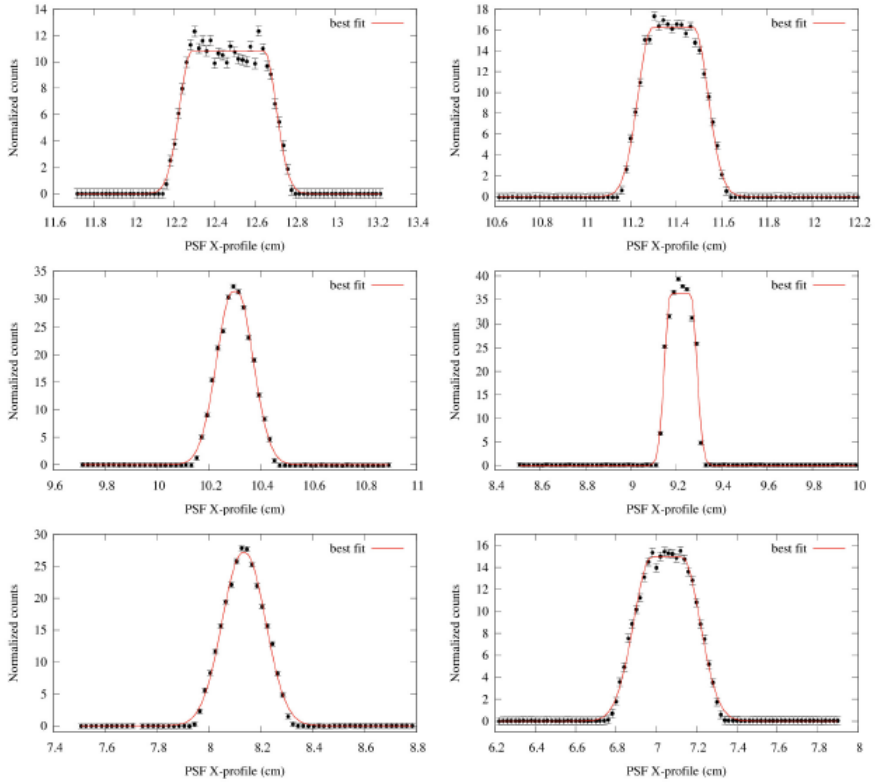 14
12
10
8
6
4
2
0
Normalized counts
best fit
11.6 11.8 12 12.2 12.4 12.6 12.8 13 13.2 13.4
PSF X-profile (cm)
18
16
14
12
10
8
6
4
2
0
Normalized counts
best fit
10.6 10.8 11 11.2 11.4 11.6 11.8 12 12.2
PSF X-profile (cm)
35
30
25
20
15
10
5
0
Normalized counts
best fit
9.6 9.8 10 10.2 10.4 10.6 10.8 11
PSF X-profile (cm)
40
35
30
25
20
15
10
5
0
Normalized counts
best fit
8.4 8.6 8.8 9 9.2 9.4 9.6 9.8 10
PSF X-profile (cm)
30
25
20
15
10
5
0
Normalized counts
best fit
7.4 7.6 7.8 8 8.2 8.4 8.6 8.8
PSF X-profile (cm)
16
14
12
10
8
6
4
2
0
Normalized counts
best fit
6.2 6.4 6.6 6.8 7 7.2 7.4 7.6 7.8 8
PSF X-profile (cm)